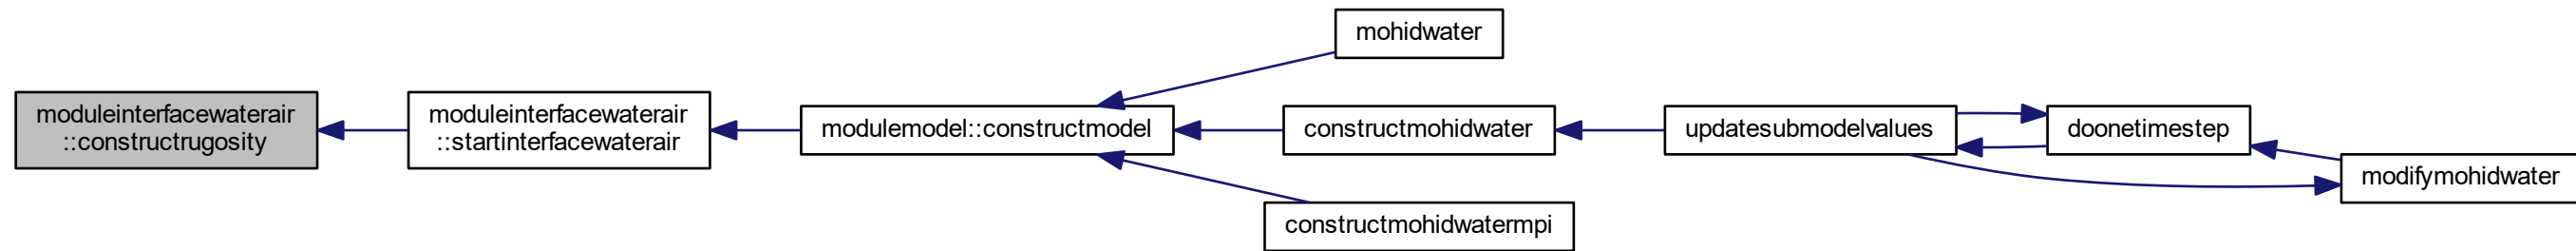 mohidwater
moduleinterfacewaterair
::constructrugosity
moduleinterfacewaterair
::startinterfacewaterair
modulemodel::constructmodel
constructmohidwater
updatesubmodelvalues
doonetimestep
modifymohidwater
constructmohidwatermpi